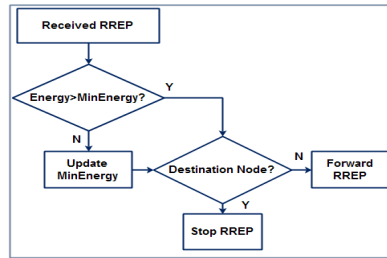 Received RREP
Energy>MinEnergy?
Y
N
Update
MinEnergy
Destination Node?
N
Forward
RREP
Y
Stop RREP